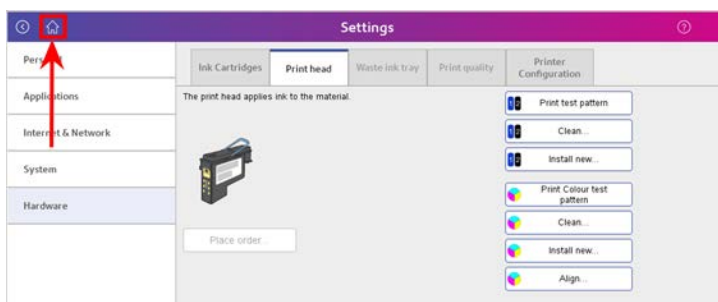 Settings
Personal
Applications
Internet & Network
System
Hardware
Ink Cartridges
Print head
Waste ink tray
Print quality
Printer
Configuration
The print head applies ink to the material.
Place order...
Print test pattern
Clean...
Install new...
Print Colour test
pattern
Clean...
Install new...
Align...